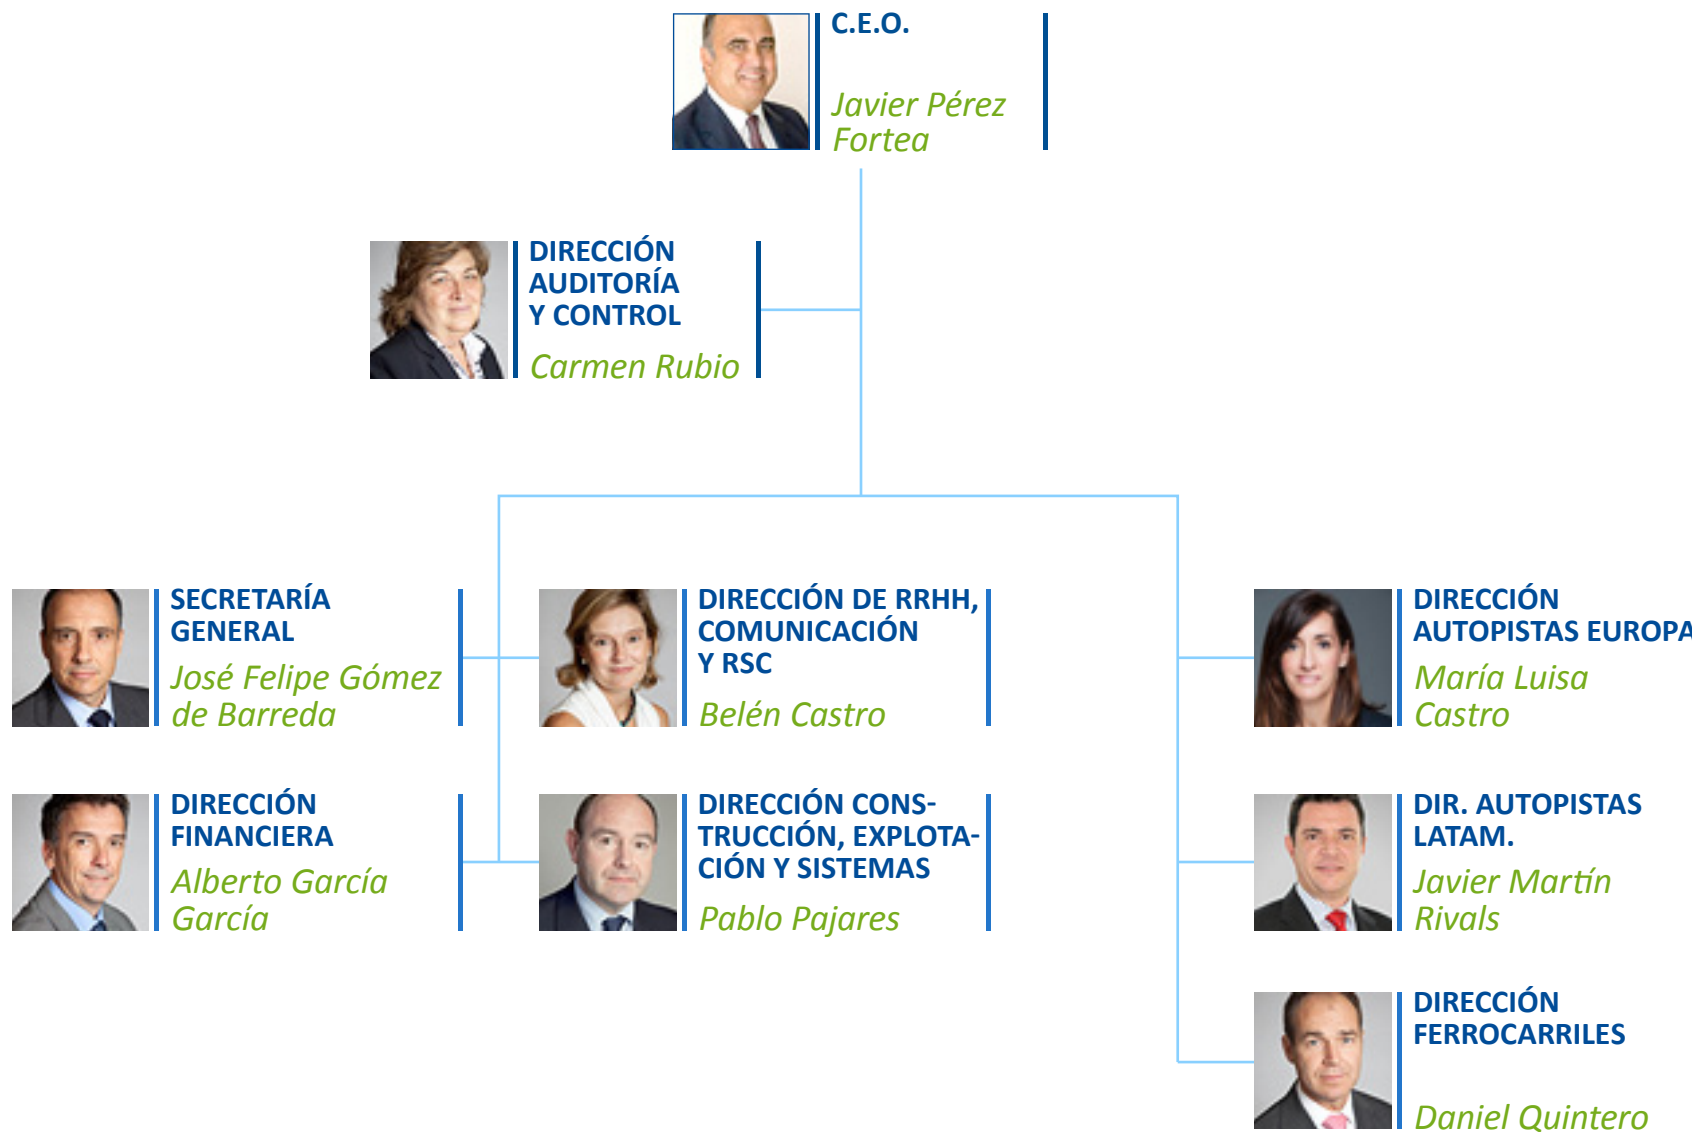 C.E.O.
Javier Pérez
Fortea
DIRECCIÓN
AUDITORÍA
Y CONTROL
Carmen Rubio
SECRETARÍA
GENERAL
José Felipe Gómez
de Barreda
DIRECCIÓN DE RRHH,
COMUNICACIÓN
Y RSC
Belén Castro
DIRECCIÓN
AUTOPISTAS EUROPA
María Luisa
Castro
DIRECCIÓN
FINANCIERA
Alberto García
García
DIRECCIÓN CONS-
TRUCCIÓN, EXPLOTA-
CIÓN Y SISTEMAS
Pablo Pajares
DIR. AUTOPISTAS
LATAM.
Javier Martín
Rivals
DIRECCIÓN
FERROCARRILES
Daniel Quintero